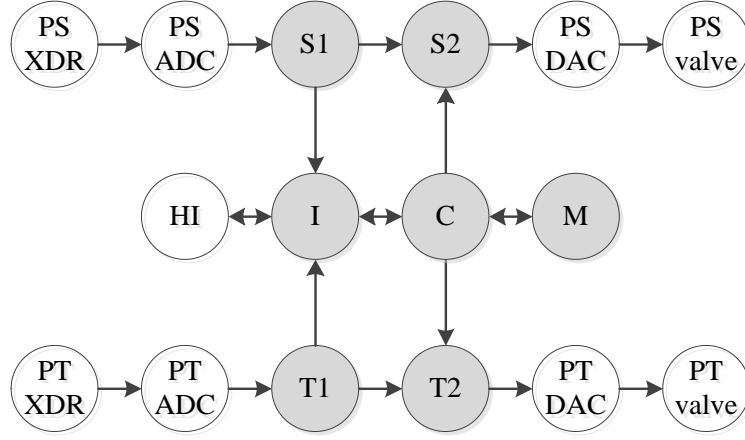 PS XDR
PS ADC
S1
S2
PS DAC
PS valve
HI
I
C
M
PT XDR
PT ADC
T1
T2
PT DAC
PT valve